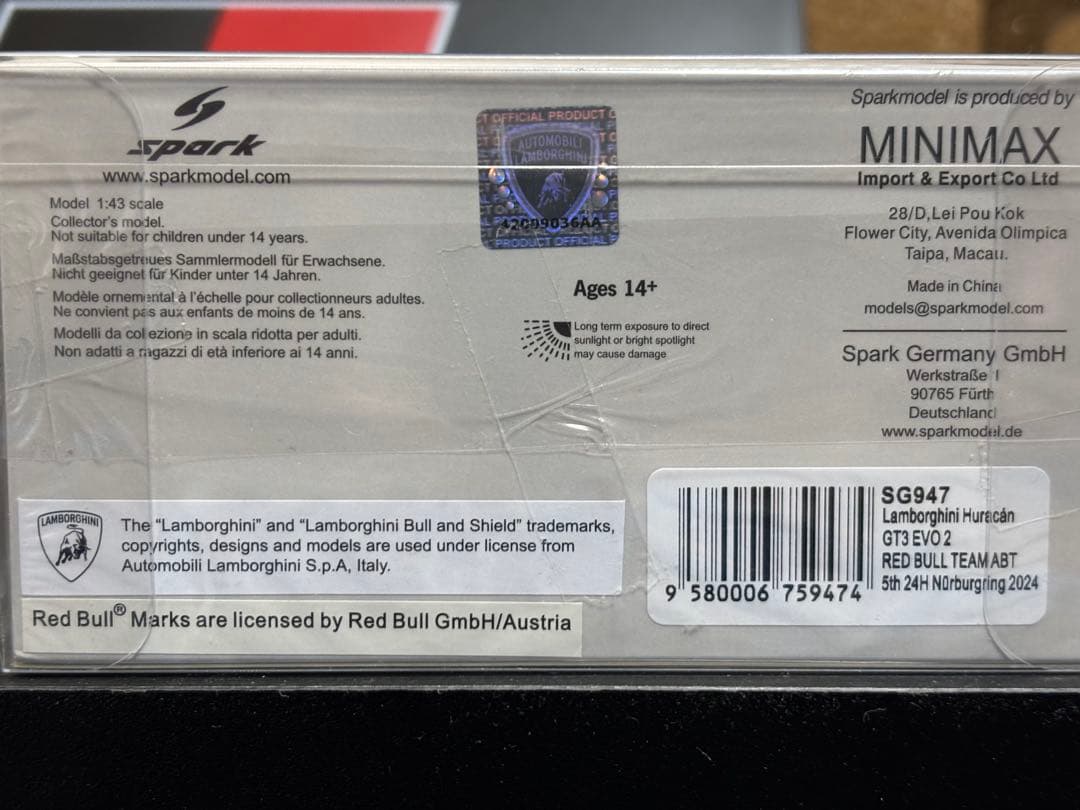 spark
www.sparkmodel.com
Model 1:43 scale
Collector's model.
Not suitable for children under 14 years.
Maßstabsgetreues Sammlermodell für Erwachsene.
Nicht geeignet für Kinder unter 14 Jahren.
Modèle ornemental à l'échelle pour collectionneurs adultes.
Ne convient pas aux enfants de moins de 14 ans.
Modelli da collezione in scala ridotta per adulti.
Non adatti a ragazzi di età inferiore ai 14 anni.
OFFICIAL PRODUCT
AUTOMOBILI
LAMBORGHINI
PRODUCT OFFICIAL
Ages 14+
Long term exposure to direct
sunlight or bright spotlight
may cause damage
Sparkmodel is produced by
MINIMAX
Import & Export Co Ltd
28/D,Lei Pou Kok
Flower City, Avenida Olimpica
Taipa, Macau.
Made in China
models@sparkmodel.com
Spark Germany GmbH
Werkstraße 1
90765 Fürth
Deutschland
www.sparkmodel.de
LAMBORGHINI
The “Lamborghini” and “Lamborghini Bull and Shield” trademarks,
copyrights, designs and models are used under license from
Automobili Lamborghini S.p.A, Italy.
Red Bull® Marks are licensed by Red Bull GmbH/Austria
SG947
Lamborghini Huracán
GT3 EVO 2
RED BULL TEAM ABT
5th 24H Nürburgring 2024
9 580006 759474